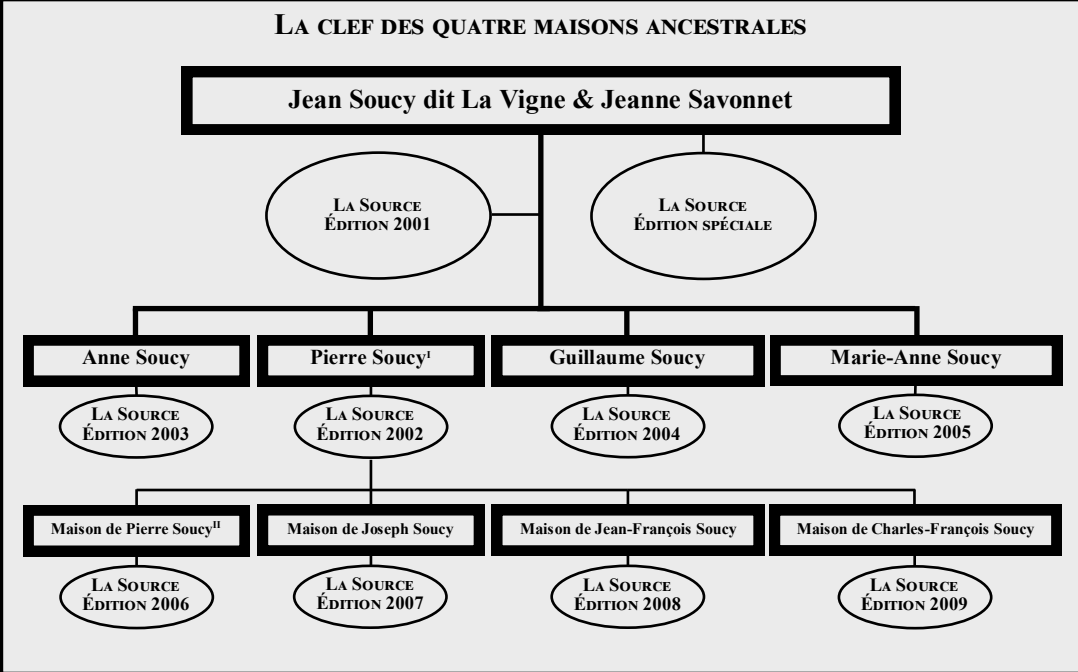 LA CLEF DES QUATRE MAISONS ANCESTRALES
Jean Soucy dit La Vigne & Jeanne Savonnet
LA SOURCE
ÉDITION 2001
LA SOURCE
ÉDITION SPÉCIALE
Anne Soucy
Pierre Soucyᴵ
Guillaume Soucy
Marie-Anne Soucy
LA SOURCE
ÉDITION 2003
LA SOURCE
ÉDITION 2002
LA SOURCE
ÉDITION 2004
LA SOURCE
ÉDITION 2005
Maison de Pierre Soucyᴵᴵ
Maison de Joseph Soucy
Maison de Jean-François Soucy
Maison de Charles-François Soucy
LA SOURCE
ÉDITION 2006
LA SOURCE
ÉDITION 2007
LA SOURCE
ÉDITION 2008
LA SOURCE
ÉDITION 2009